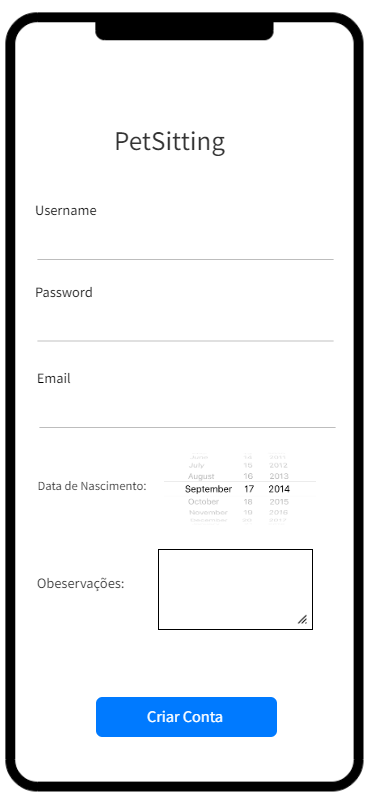 PetSitting
Username
Password
Email
July 15 2012
August 16 2013
Data de Nascimento: September 17 2014
October 18 2015
November 19 2016
Obeservações:
Criar Conta